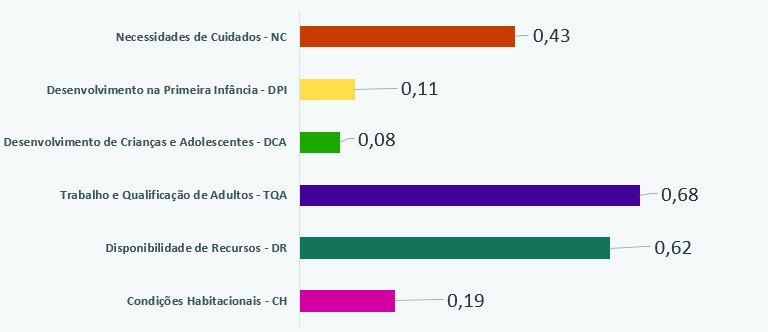 Necessidades de Cuidados - NC 0,43
Desenvolvimento na Primeira Infância - DPI 0,11
Desenvolvimento de Crianças e Adolescentes - DCA 0,08
Trabalho e Qualificação de Adultos - TQA 0,68
Disponibilidade de Recursos - DR 0,62
Condições Habitacionais - CH 0,19